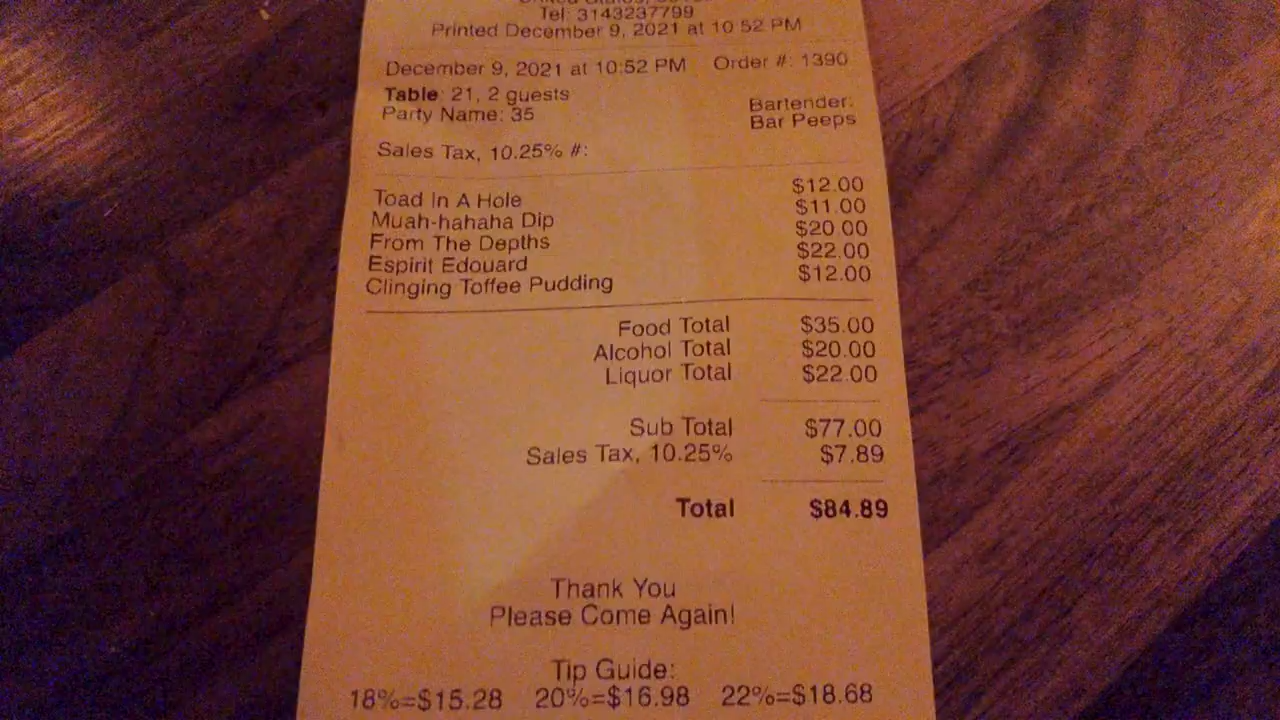 United States,
Tel: 3143237799
Printed December 9, 2021 at 10:52 PM
December 9, 2021 at 10:52 PM Order #: 1390
Table: 21, 2 guests
Party Name: 35
Bartender:
Bar Peeps
Sales Tax, 10.25% #:
Toad In A Hole $12.00
Muah-hahaha Dip $11.00
From The Depths $20.00
Espirit Edouard $22.00
Clinging Toffee Pudding $12.00
Food Total $35.00
Alcohol Total $20.00
Liquor Total $22.00
Sub Total $77.00
Sales Tax, 10.25% $7.89
Total $84.89
Thank You
Please Come Again!
Tip Guide:
18%=$15.28 20%=$16.98 22%=$18.68